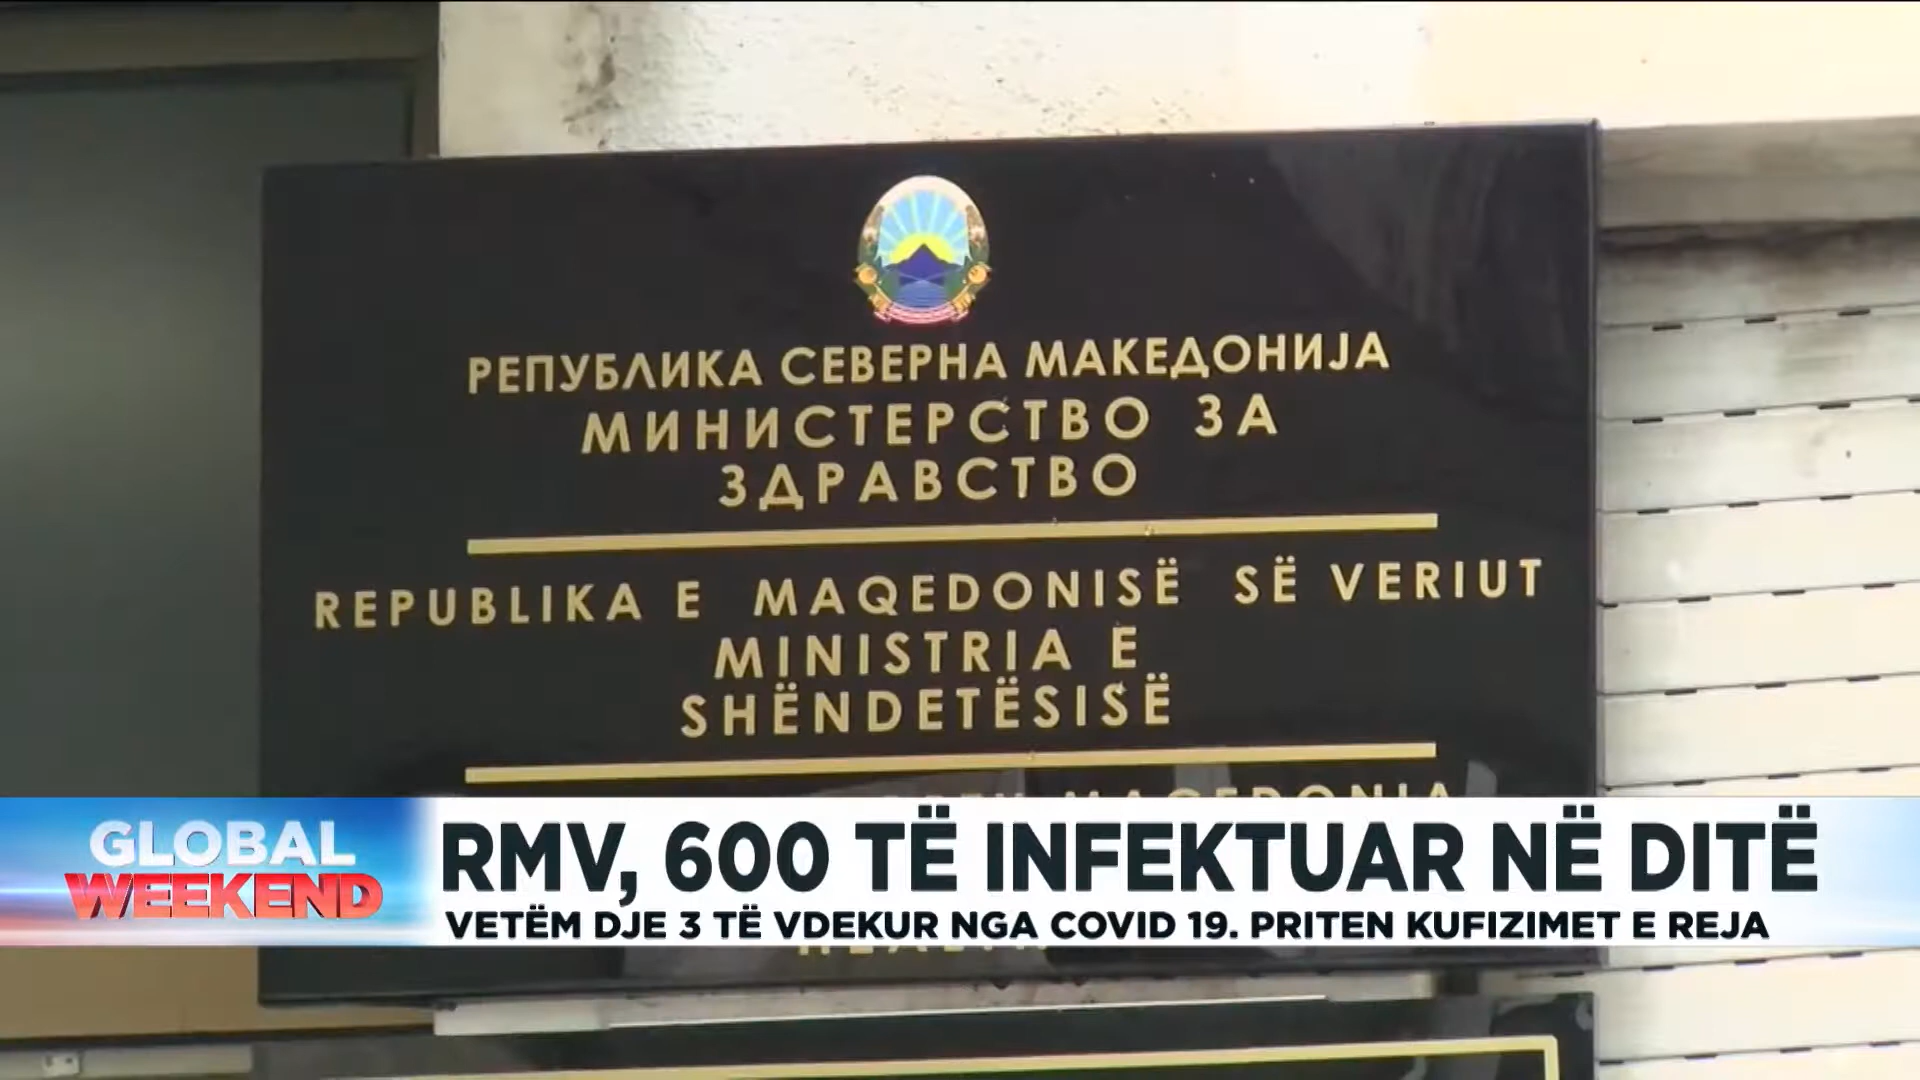 РЕПУБЛИКА СЕВЕРНА МАКЕДОНИЈА
МИНИСТЕРСТВО ЗА
ЗДРАВСТВО
REPUBLIKA E MAQEDONISË SË VERIUT
MINISTRIA E
SHËNDETËSISË
MACEDONIA
GLOBAL
WEEKEND
RMV, 600 TË INFEKTUAR NË DITË
VETËM DJE 3 TË VDEKUR NGA COVID 19. PRITEN KUFIZIMET E REJA